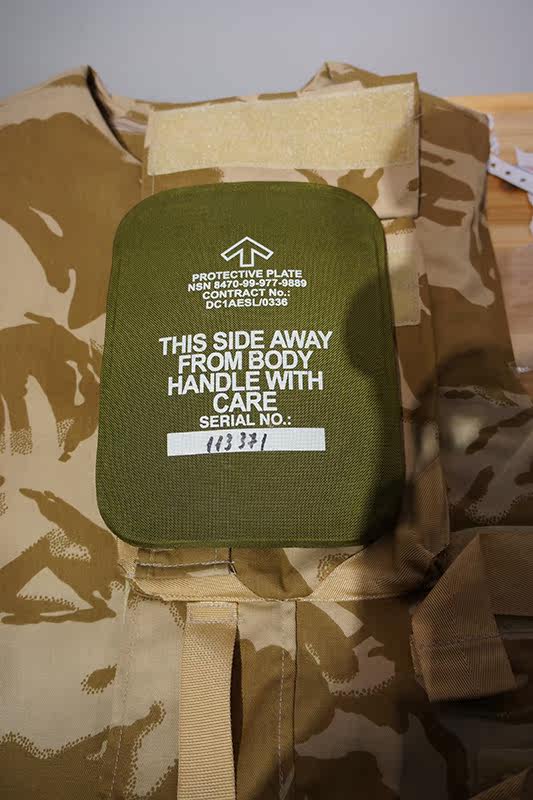 PROTECTIVE PLATE
NSN 8470-99-977-9889
CONTRACT No.:
DC1AESL/0336
THIS SIDE AWAY
FROM BODY
HANDLE WITH
CARE
SERIAL NO.:
113371